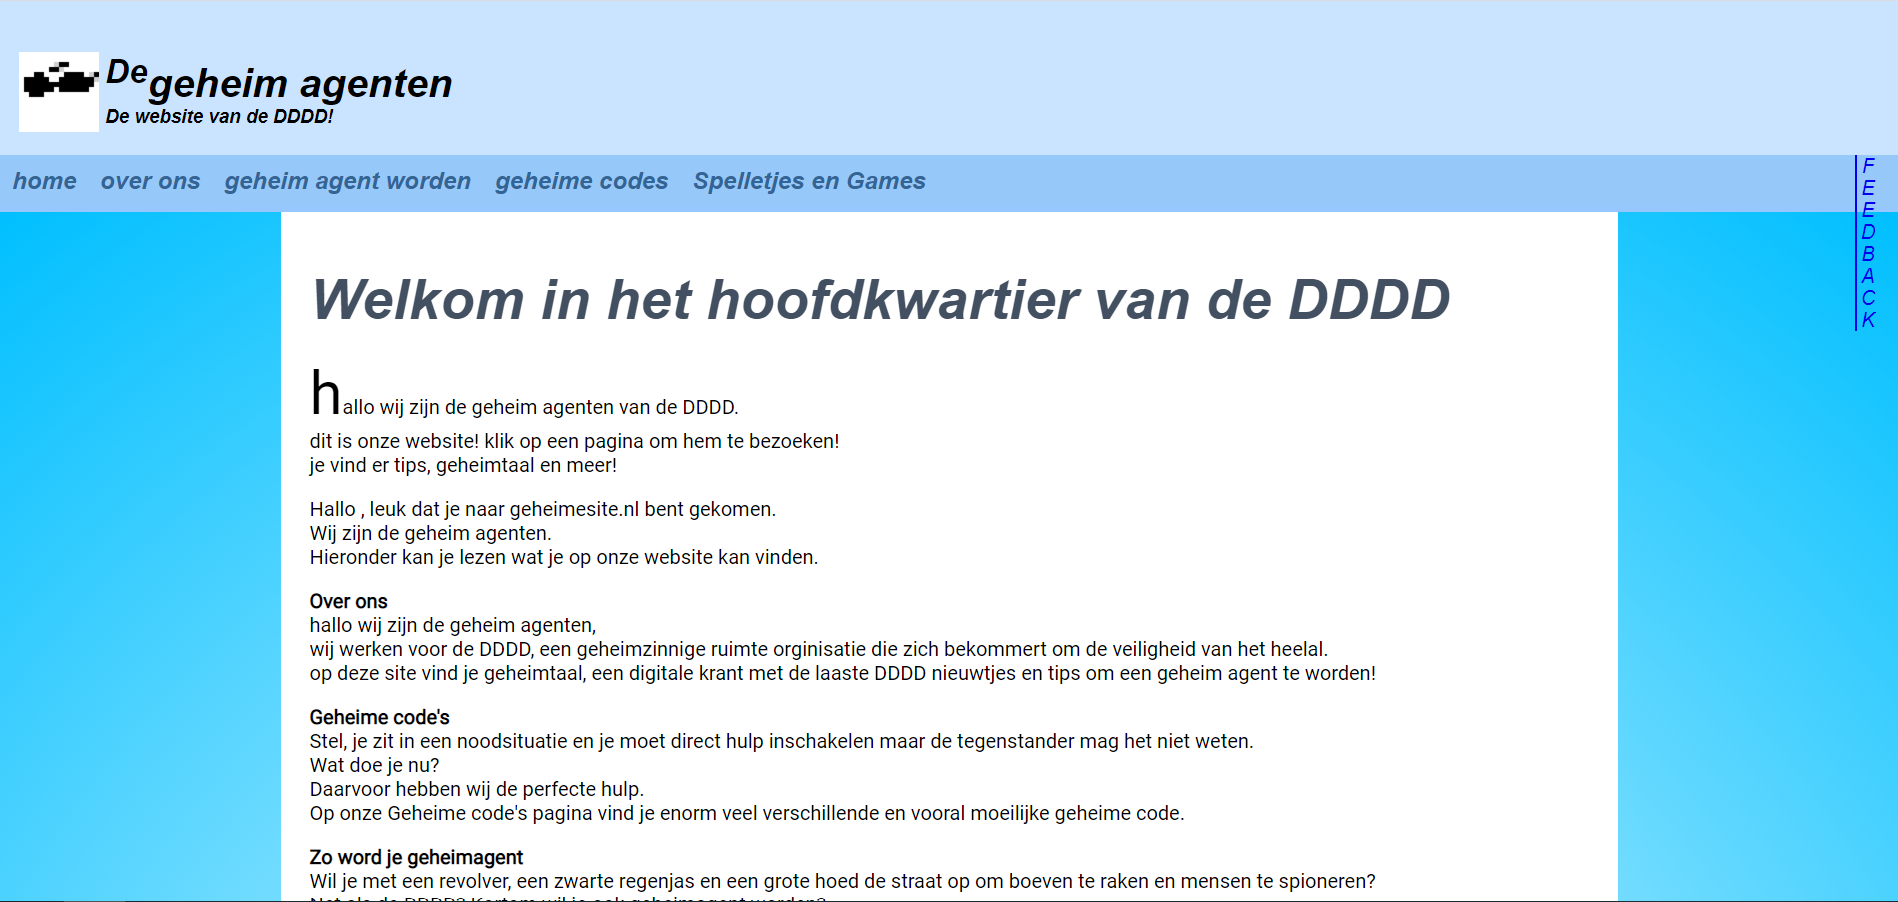 De geheim agenten
De website van de DDDD!
home over ons geheim agent worden geheime codes Spelletjes en Games
F
E
E
D
B
A
C
K
Welkom in het hoofdkwartier van de DDDD
hallo wij zijn de geheim agenten van de DDDD.
dit is onze website! klik op een pagina om hem te bezoeken!
je vind er tips, geheimtaal en meer!
Hallo , leuk dat je naar geheimesite.nl bent gekomen.
Wij zijn de geheim agenten.
Hieronder kan je lezen wat je op onze website kan vinden.
Over ons
hallo wij zijn de geheim agenten,
wij werken voor de DDDD, een geheimzinnige ruimte orginisatie die zich bekommert om de veiligheid van het heelal.
op deze site vind je geheimtaal, een digitale krant met de laaste DDDD nieuwtjes en tips om een geheim agent te worden!
Geheime code's
Stel, je zit in een noodsituatie en je moet direct hulp inschakelen maar de tegenstander mag het niet weten.
Wat doe je nu?
Daarvoor hebben wij de perfecte hulp.
Op onze Geheime code's pagina vind je enorm veel verschillende en vooral moeilijke geheime code.
Zo word je geheimagent
Wil je met een revolver, een zwarte regenjas en een grote hoed de straat op om boeven te raken en mensen te spioneren?